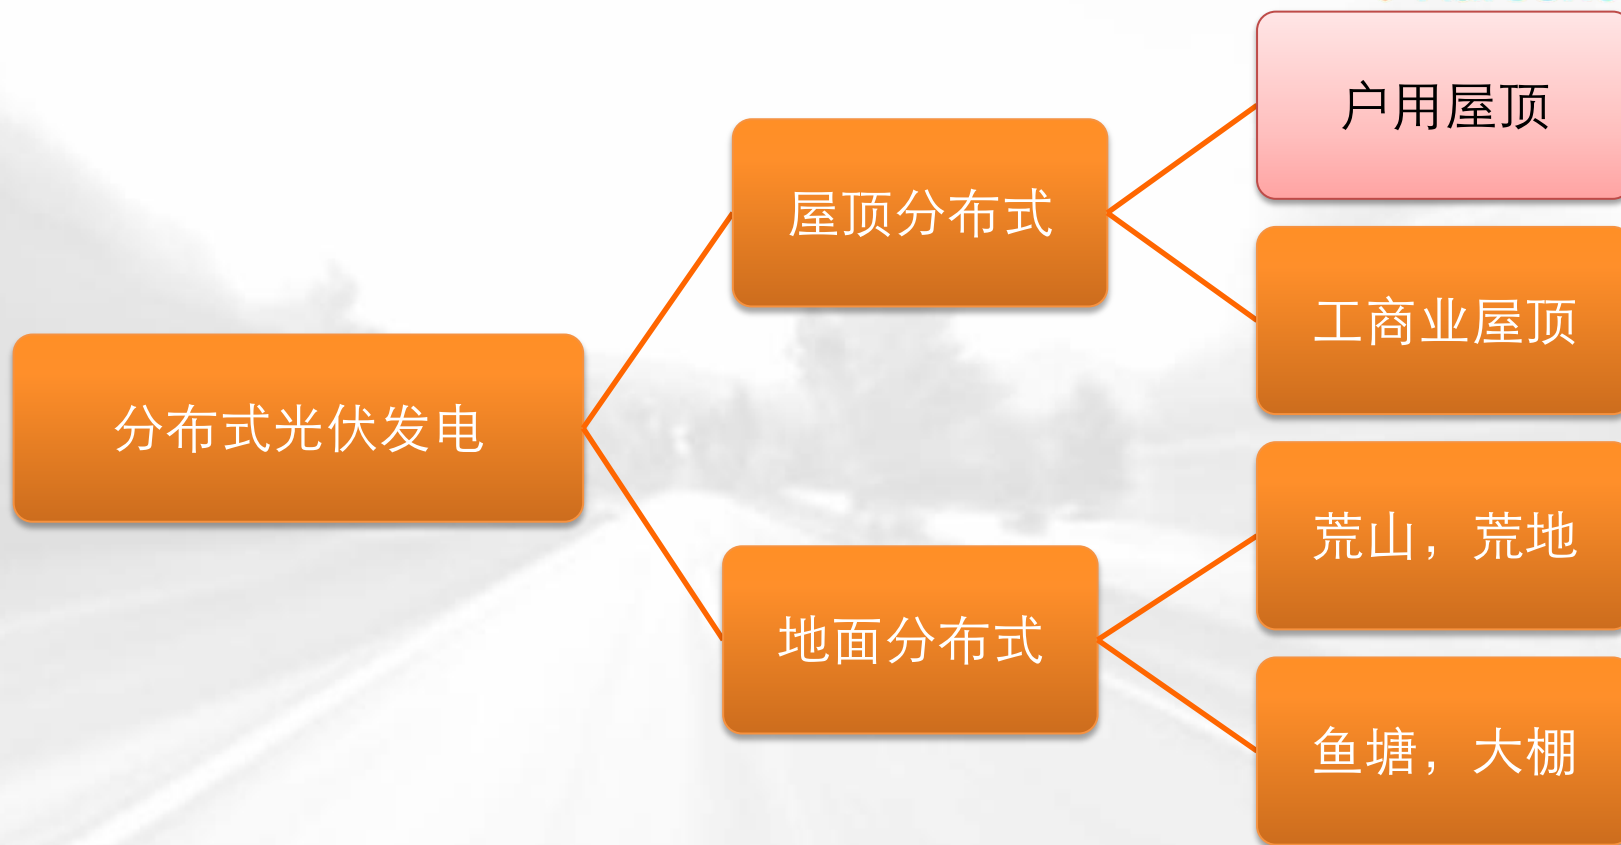 分布式光伏发电
屋顶分布式
户用屋顶
工商业屋顶
地面分布式
荒山，荒地
鱼塘，大棚